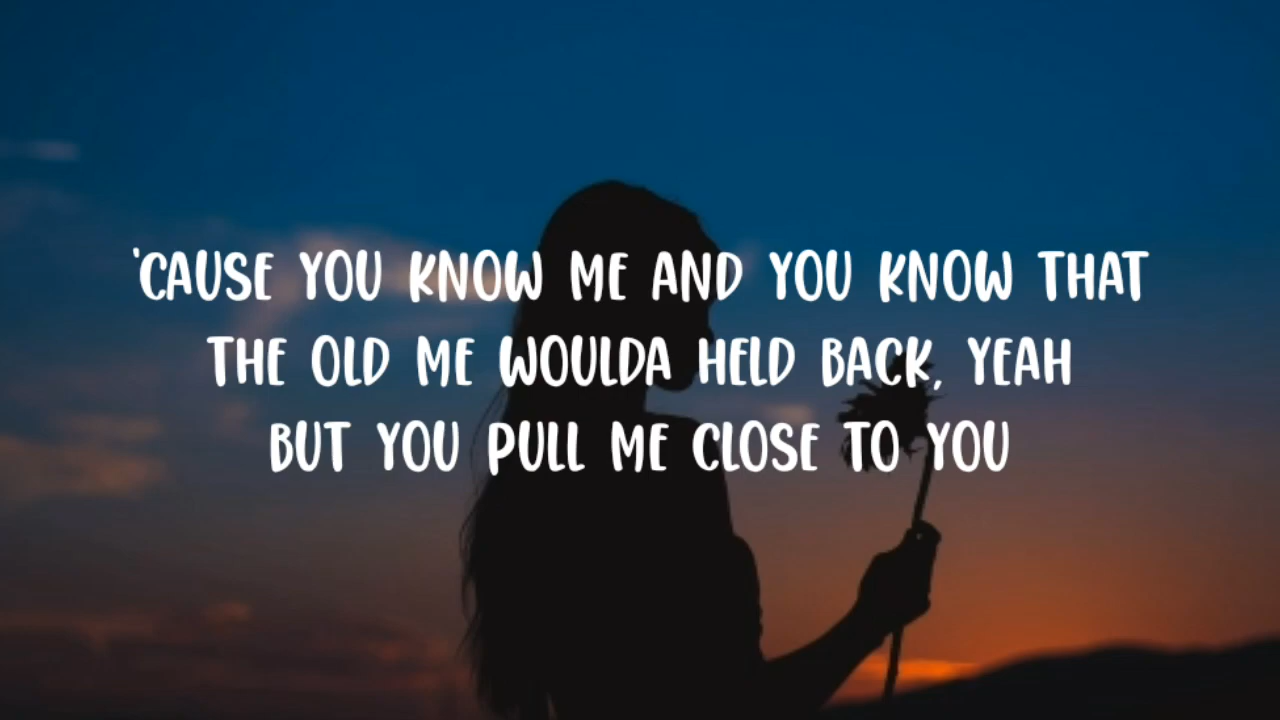 'CAUSE YOU KNOW ME AND YOU KNOW THAT
THE OLD ME WOULDA HELD BACK, YEAH
BUT YOU PULL ME CLOSE TO YOU